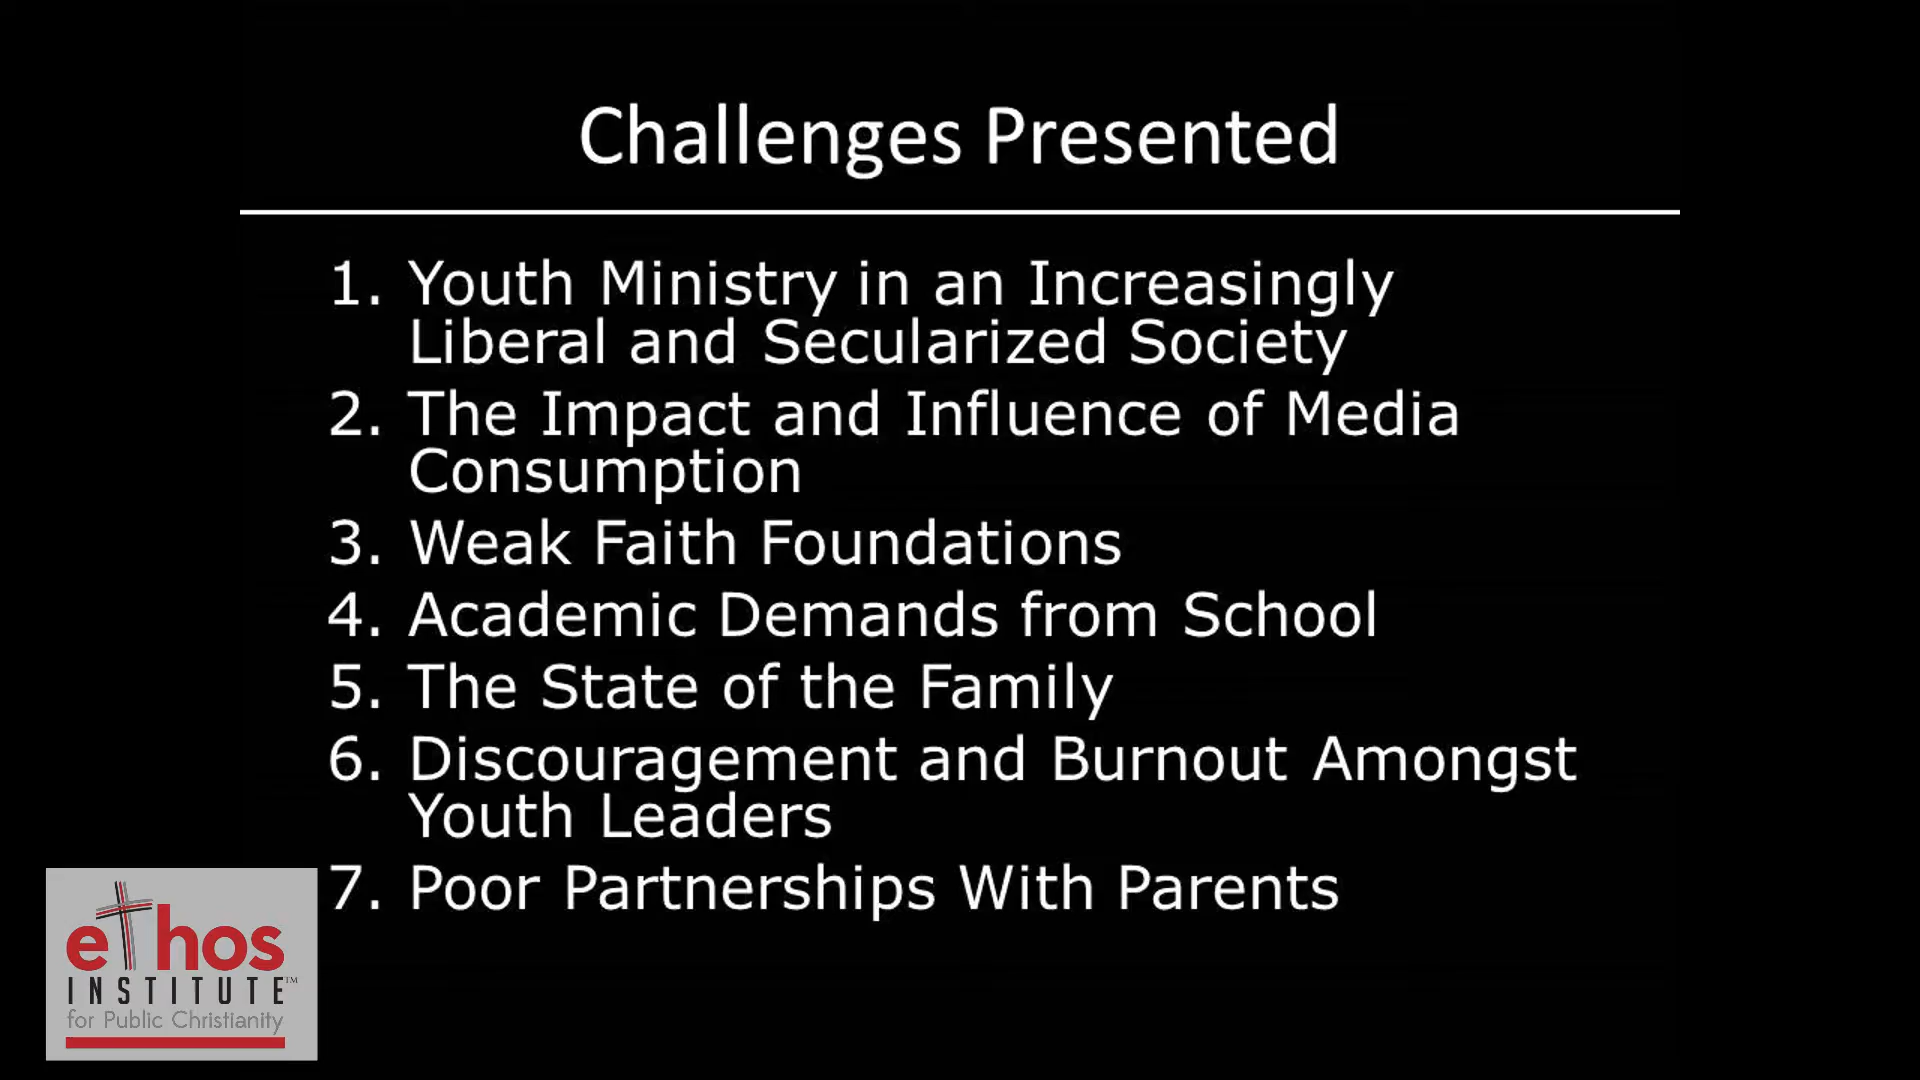 Challenges Presented
1. Youth Ministry in an Increasingly
Liberal and Secularized Society
2. The Impact and Influence of Media
Consumption
3. Weak Faith Foundations
4. Academic Demands from School
5. The State of the Family
6. Discouragement and Burnout Amongst
Youth Leaders
7. Poor Partnerships With Parents
ethos
INSTITUTE™
for Public Christianity